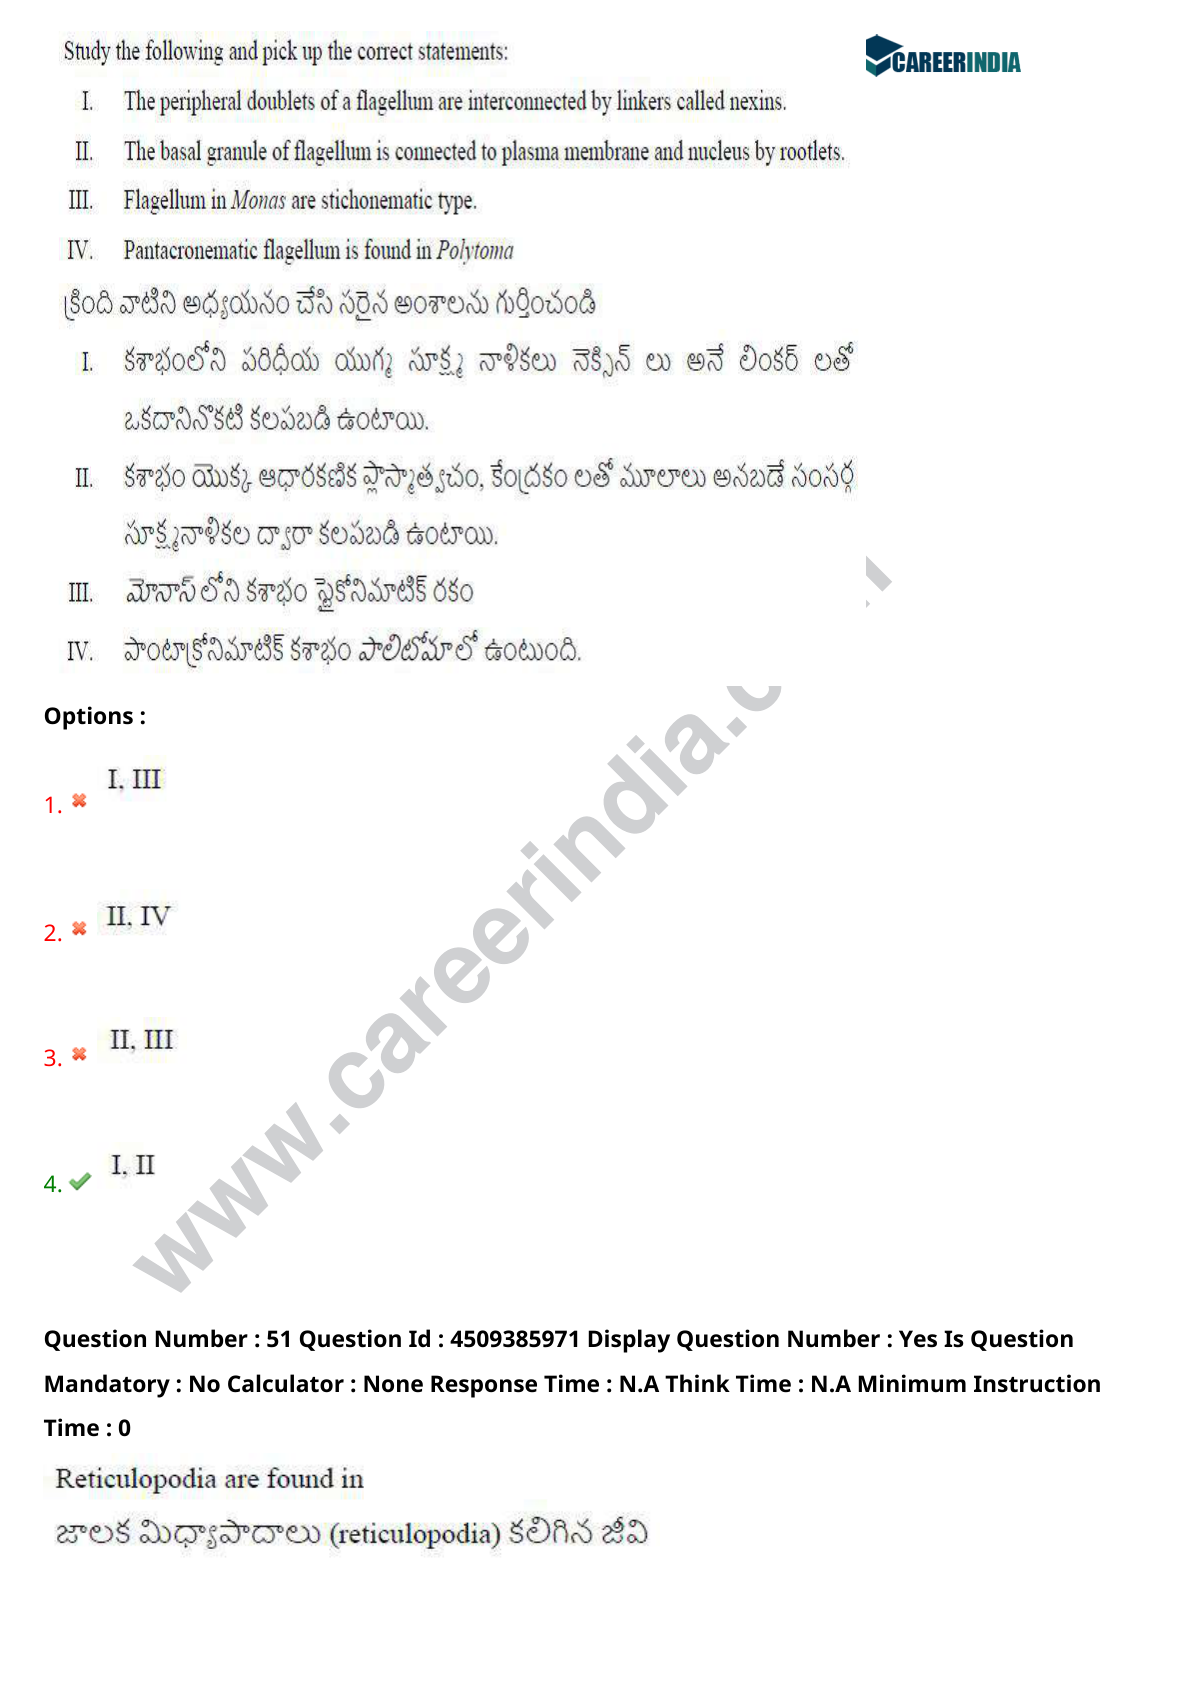 Study the following and pick up the correct statements:
CAREERINDIA
I. The peripheral doublets of a flagellum are interconnected by linkers called nexins.
II. The basal granule of flagellum is connected to plasma membrane and nucleus by rootlets.
III. Flagellum in Monas are stichonematic type.
IV. Pantacronematic flagellum is found in Polytoma
క్రింది వాటిని అధ్యయనం చేసి సరైన అంశాలను గుర్తించండి
I. కశాభంలోని పరిధీయ యుగ్మ సూక్ష్మ నాళికలు నెక్సిన్ లు అనే లింకర్ లతో
ఒకదానినొకటి కలపబడి ఉంటాయి.
II. కశాభం యొక్క ఆధారకణిక ప్లాస్మాత్వచం, కేంద్రకం లతో మూలాలు అనబడే సంసర్గ
సూక్ష్మనాళికల ద్వారా కలపబడి ఉంటాయి.
III. మోనాస్ లోని కశాభం స్టైకోనిమాటిక్ రకం
IV. పాంటాక్రోనిమాటిక్ కశాభం పాలిటోమాలో ఉంటుంది.
Options :
1. I, III
2. II, IV
3. II, III
4. I, II
www.careerindia.c
Question Number : 51 Question Id : 4509385971 Display Question Number : Yes Is Question
Mandatory : No Calculator : None Response Time : N.A Think Time : N.A Minimum Instruction
Time : 0
Reticulopodia are found in
జాలక మిధ్యాపాదాలు (reticulopodia) కలిగిన జీవి